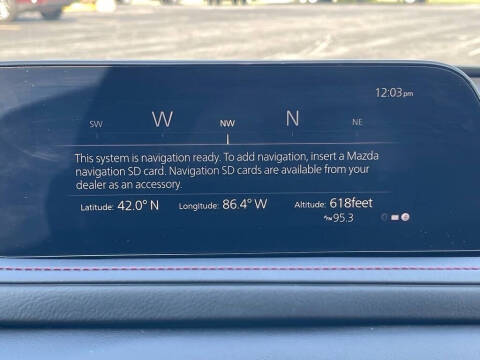 12:03pm
SW W NW N NE
This system is navigation ready. To add navigation, insert a Mazda
navigation SD card. Navigation SD cards are available from your
dealer as an accessory.
Latitude: 42.0° N Longitude: 86.4° W Altitude: 618feet
95.3